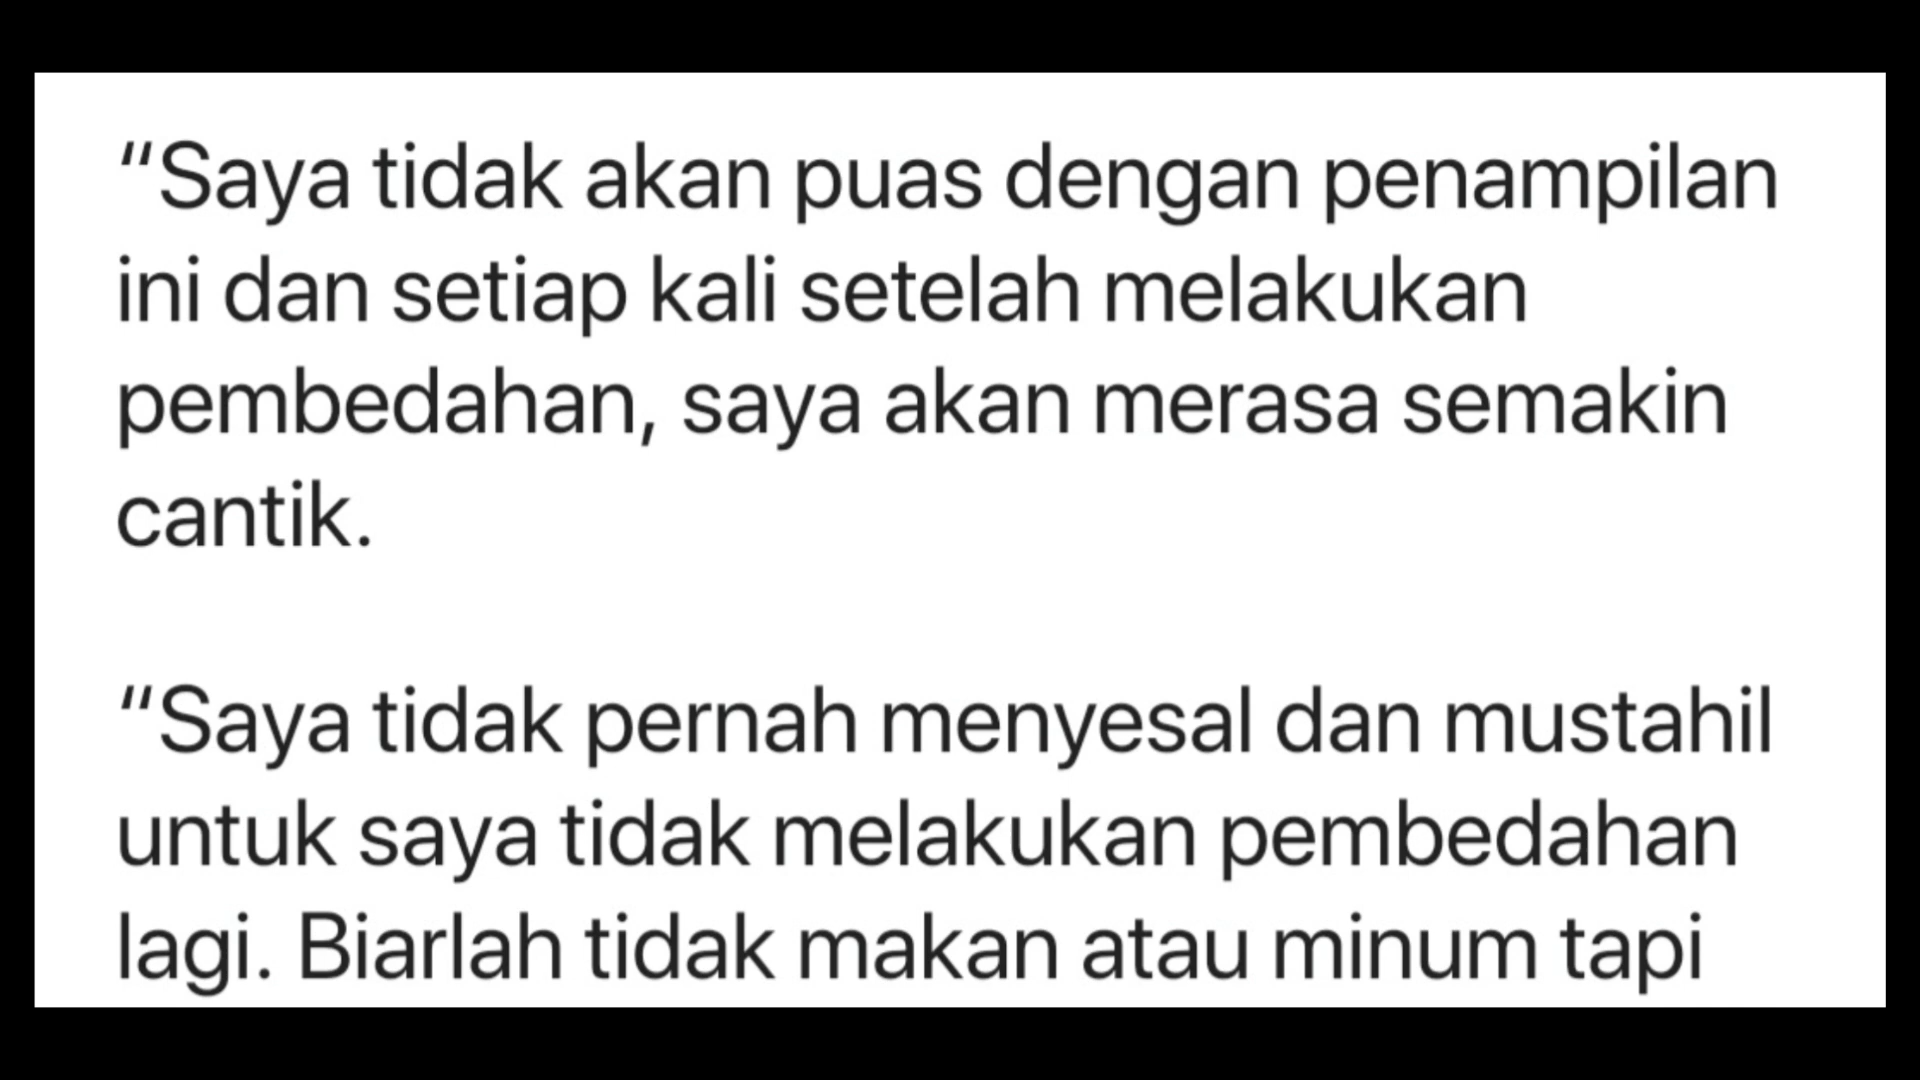 “Saya tidak akan puas dengan penampilan
ini dan setiap kali setelah melakukan
pembedahan, saya akan merasa semakin
cantik.
“Saya tidak pernah menyesal dan mustahil
untuk saya tidak melakukan pembedahan
lagi. Biarlah tidak makan atau minum tapi